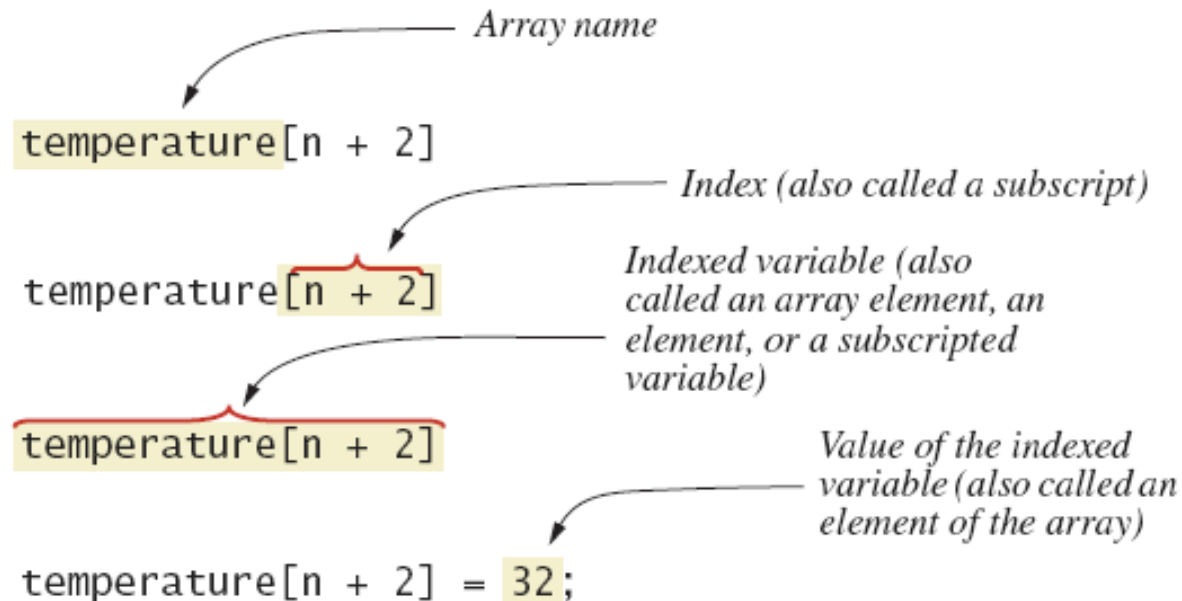 Array name
temperature[n + 2]
Index (also called a subscript)
temperature[n + 2]
Indexed variable (also
called an array element, an
element, or a subscripted
variable)
temperature[n + 2]
Value of the indexed
variable (also called an
element of the array)
temperature[n + 2] = 32;